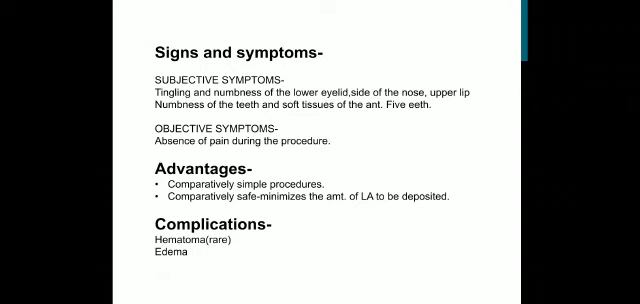 Signs and symptoms-
SUBJECTIVE SYMPTOMS-
Tingling and numbness of the lower eyelid,side of the nose, upper lip
Numbness of the teeth and soft tissues of the ant. Five eeth.
OBJECTIVE SYMPTOMS-
Absence of pain during the procedure.
Advantages-
• Comparatively simple procedures.
• Comparatively safe-minimizes the amt. of LA to be deposited.
Complications-
Hematoma(rare)
Edema